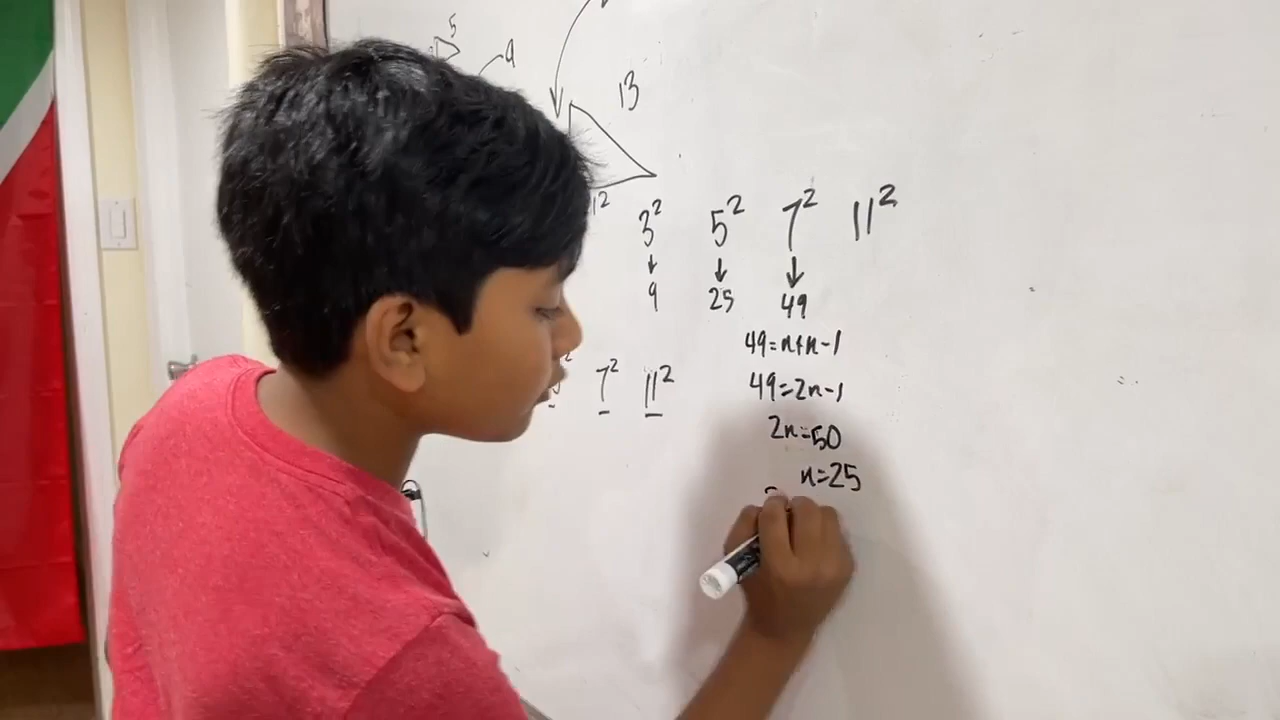 5
9
13
12
3² 5² 7² 11²
9 25 49
49=n+n-1
7² 11²
49=2n-1
2n=50
n=25